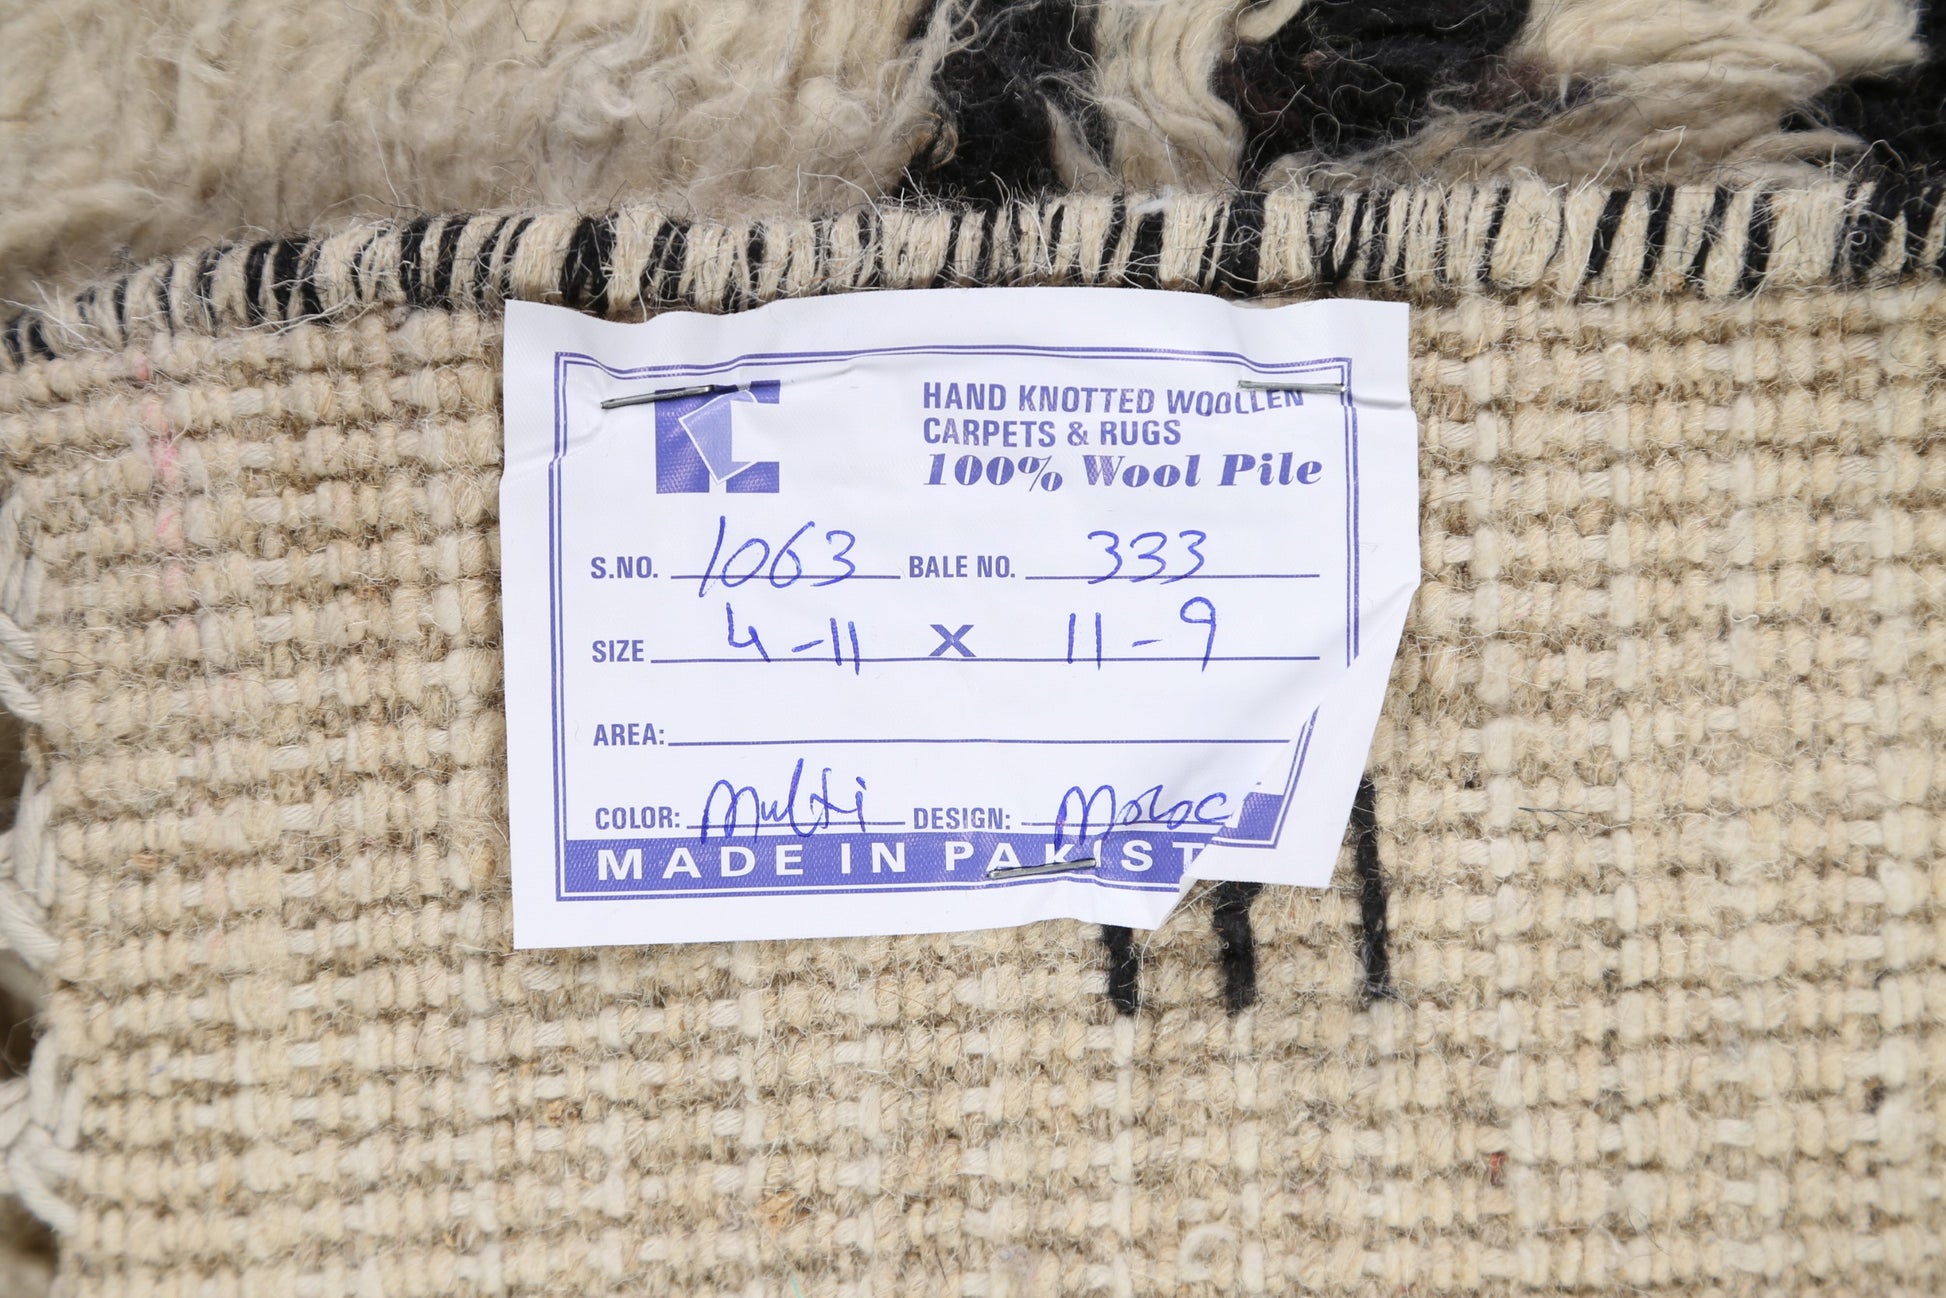 HAND KNOTTED WOOLLEN
CARPETS & RUGS
100% Wool Pile
S.NO. 1063 BALE NO. 333
SIZE 4-11 X 11-9
AREA:
COLOR: Multi DESIGN: Moroc
MADE IN PAKIST